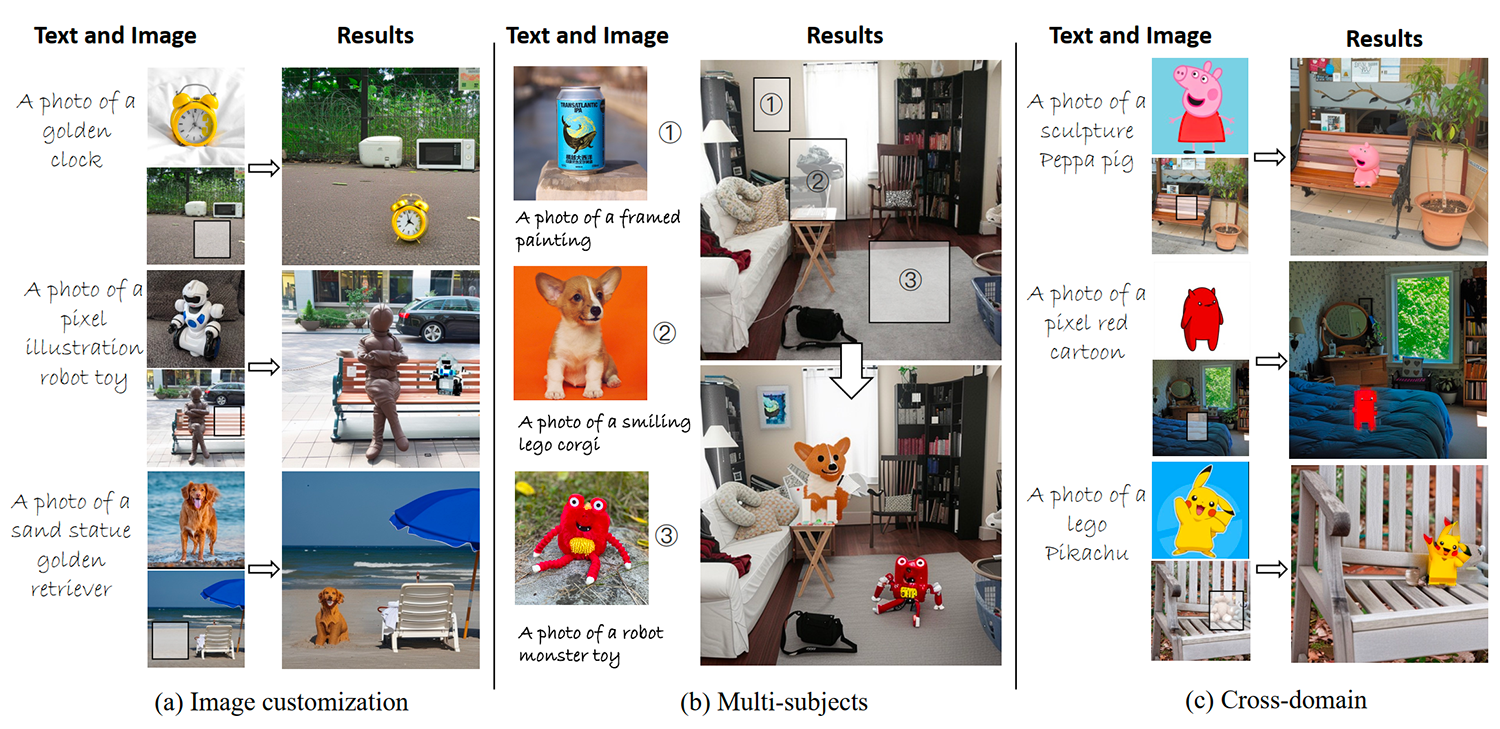 Text and Image
Results
A photo of a
golden
clock
A photo of a
pixel
illustration
robot toy
A photo of a
sand statue
golden
retriever
(a) Image customization
Text and Image
Results
TRANSATLANTIC
IPA
①
A photo of a framed
painting
②
A photo of a smiling
lego corgi
③
A photo of a robot
monster toy
①
②
③
(b) Multi-subjects
Text and Image
Results
A photo of a
sculpture
Peppa pig
A photo of a
pixel red
cartoon
A photo of a
lego
Pikachu
(c) Cross-domain